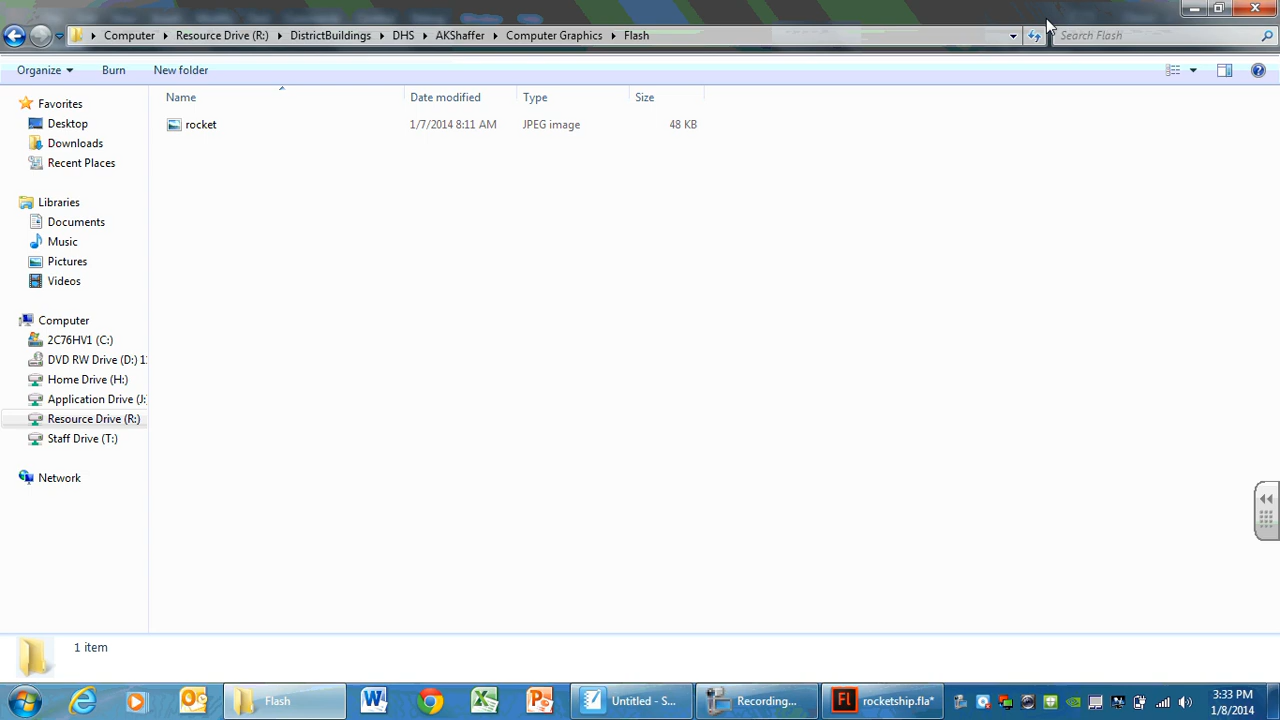 Computer Resource Drive (R:) DistrictBuildings DHS AKShaffer Computer Graphics Flash Search Flash
Organize Burn New folder
Name Date modified Type Size
rocket 1/7/2014 8:11 AM JPEG image 48 KB
Favorites
Desktop
Downloads
Recent Places
Libraries
Documents
Music
Pictures
Videos
Computer
2C76HV1 (C:)
DVD RW Drive (D:) 1
Home Drive (H:)
Application Drive (J:
Resource Drive (R:)
Staff Drive (T:)
Network
1 item
Flash Untitled - S... Recording... Fl rocketship.fla*
3:33 PM
1/8/2014